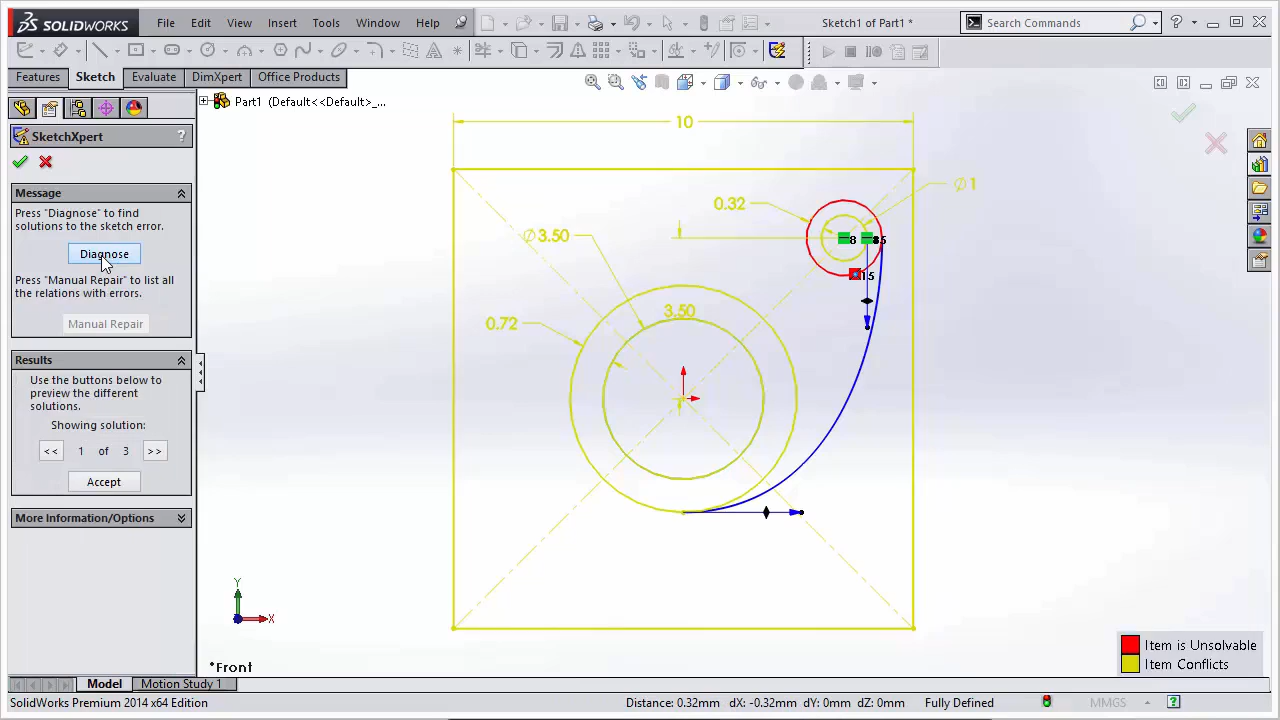 SOLIDWORKS
File Edit View Insert Tools Window Help
Sketch1 of Part1 *
Search Commands
Features Sketch Evaluate DimXpert Office Products
Part1 (Default<<Default>_...
SketchXpert
?
Message
Press "Diagnose" to find
solutions to the sketch error.
Diagnose
Press "Manual Repair" to list all
the relations with errors.
Manual Repair
Results
Use the buttons below to
preview the different
solutions.
Showing solution:
<< 1 of 3 >>
Accept
More Information/Options
10
∅1
0.32
∅3.50
8
15
3.50
0.72
Y
X
*Front
Item is Unsolvable
Item Conflicts
Model Motion Study 1
SolidWorks Premium 2014 x64 Edition
Distance: 0.32mm dX: -0.32mm dY: 0mm dZ: 0mm Fully Defined MMGS ?